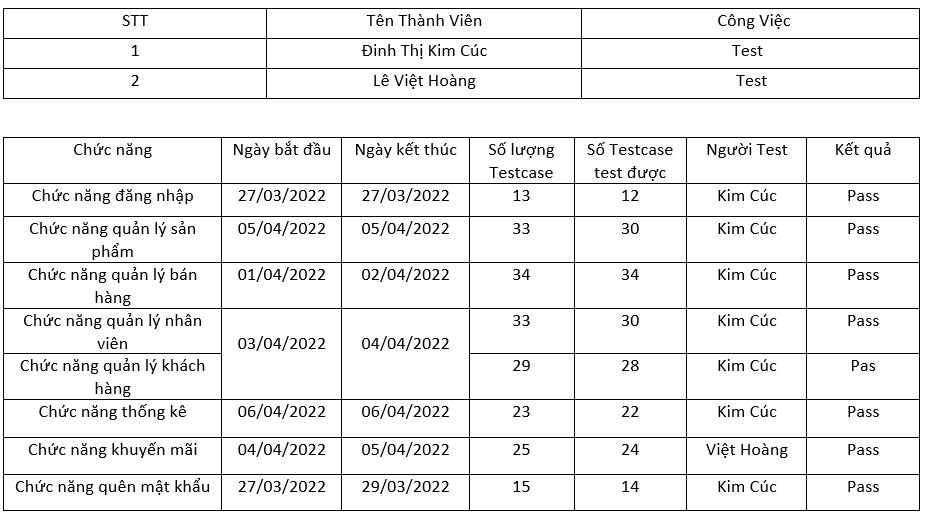 STT Tên Thành Viên Công Việc
1 Đinh Thị Kim Cúc Test
2 Lê Việt Hoàng Test
Chức năng Ngày bắt đầu Ngày kết thúc Số lượng Testcase Số Testcase test được Người Test Kết quả
Chức năng đăng nhập 27/03/2022 27/03/2022 13 12 Kim Cúc Pass
Chức năng quản lý sản phẩm 05/04/2022 05/04/2022 33 30 Kim Cúc Pass
Chức năng quản lý bán hàng 01/04/2022 02/04/2022 34 34 Kim Cúc Pass
Chức năng quản lý nhân viên 03/04/2022 04/04/2022 33 30 Kim Cúc Pass
Chức năng quản lý khách hàng 29 28 Kim Cúc Pas
Chức năng thống kê 06/04/2022 06/04/2022 23 22 Kim Cúc Pass
Chức năng khuyến mãi 04/04/2022 05/04/2022 25 24 Việt Hoàng Pass
Chức năng quên mật khẩu 27/03/2022 29/03/2022 15 14 Kim Cúc Pass